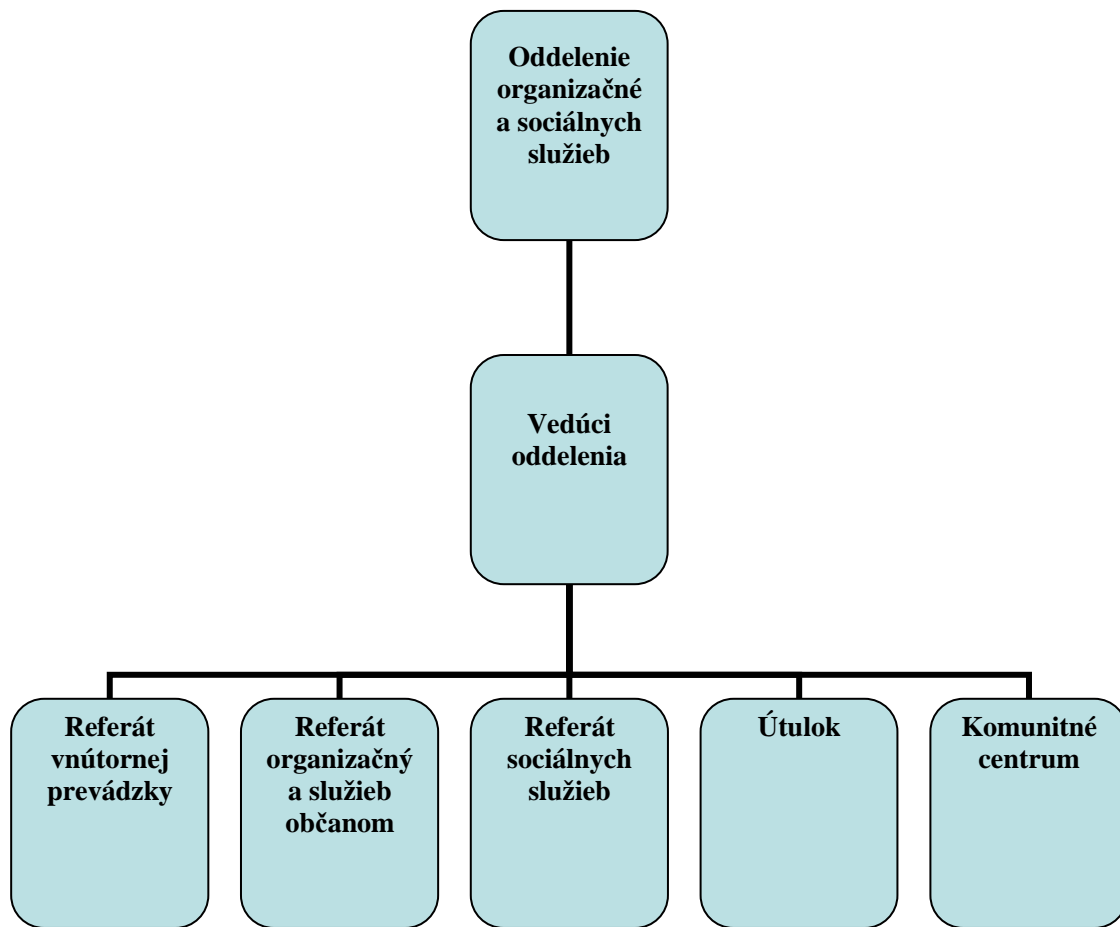 Oddelenie
organizačné
a sociálnych
služieb
Vedúci
oddelenia
Referát
vnútornej
prevádzky
Referát
organizačný
a služieb
občanom
Referát
sociálnych
služieb
Útulok
Komunitné
centrum